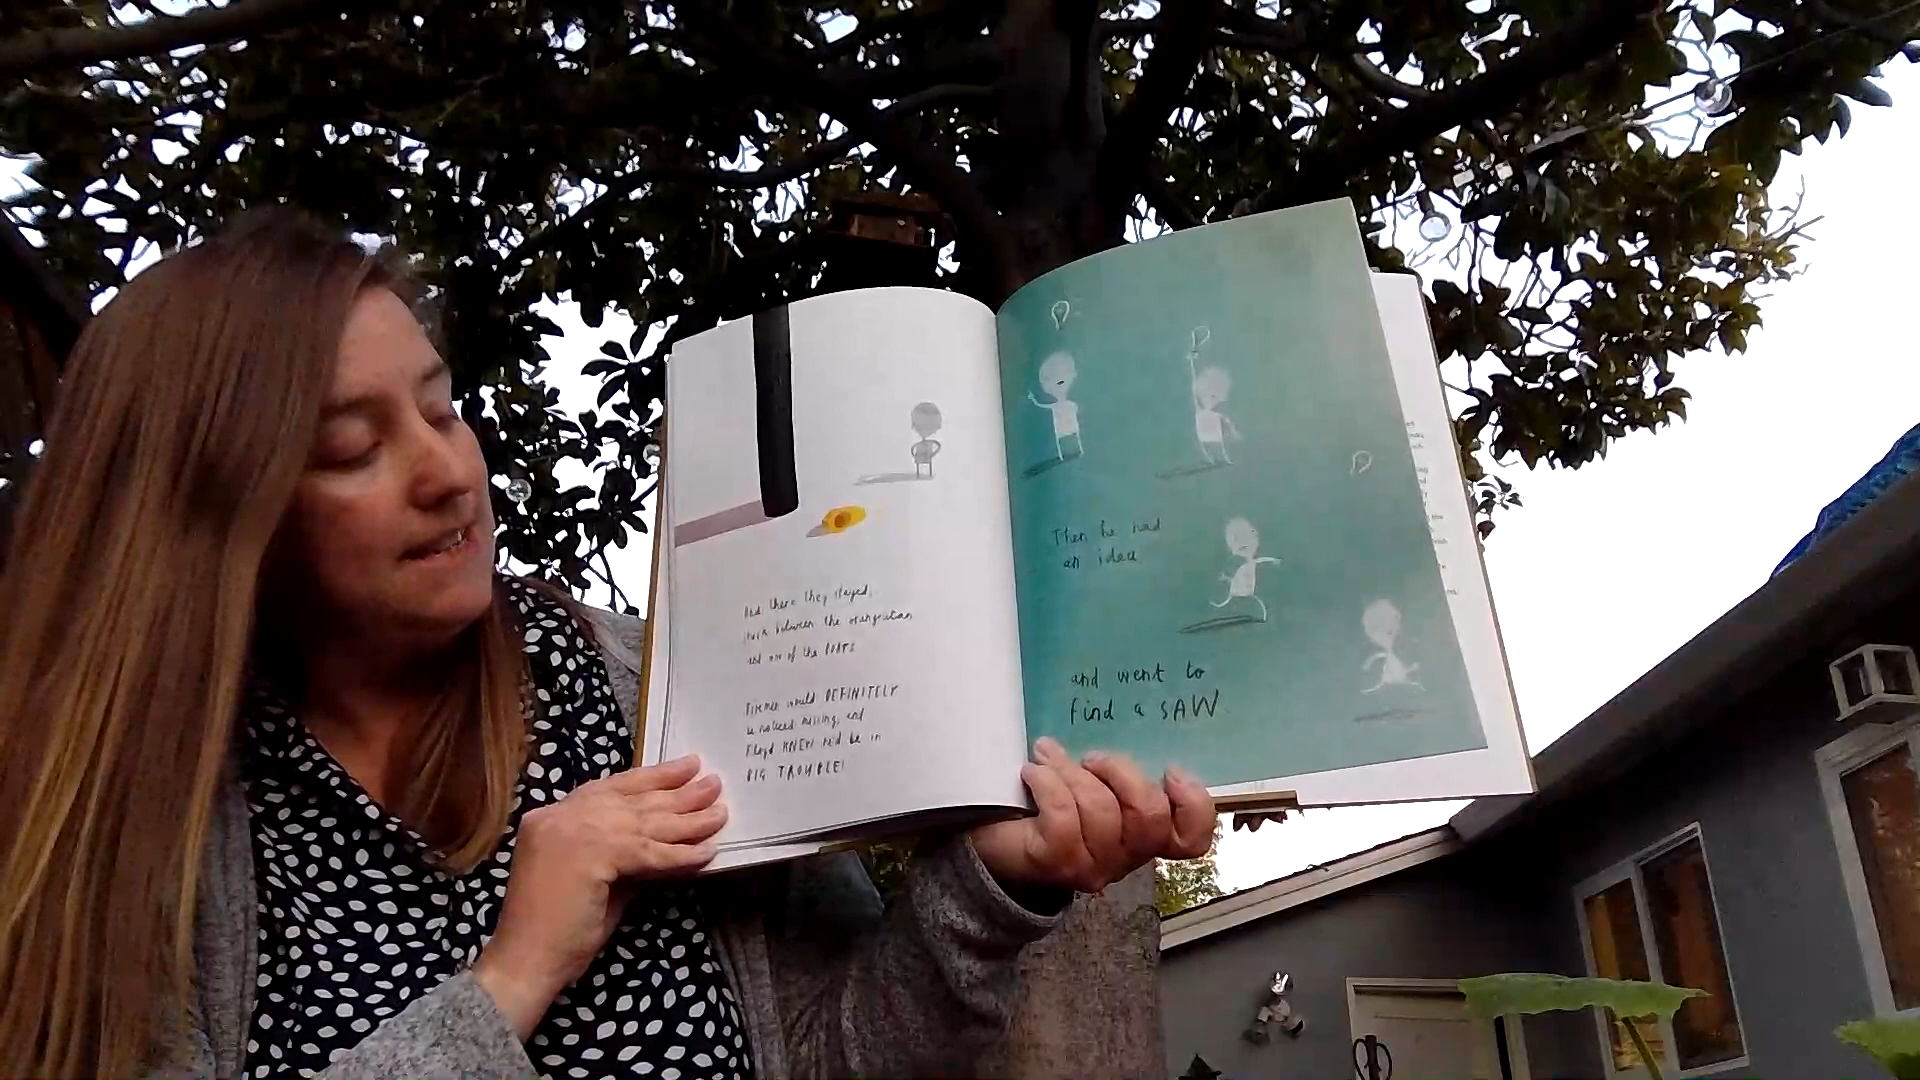 And there they stayed,
stuck between the orangutan
and one of the BOATS
Firemen would DEFINITELY
be noticed missing, and
Floyd KNEW he'd be in
BIG TROUBLE!
Then he had
an idea
and went to
find a SAW.